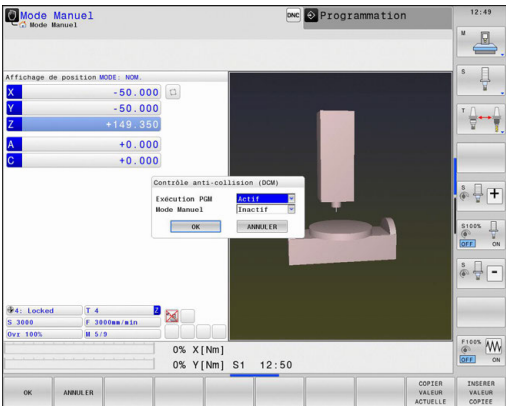 Mode Manuel
Mode Manuel
DNC
Programmation
12:49
Affichage de position MODE: NOM.
X -50.000
Y -50.000
Z +149.350
A +0.000
C +0.000
Contrôle anti-collision (DCM)
Exécution PGM Actif
Mode Manuel Inactif
OK ANNULER
4: Locked T 4 Z
S 3000 F 3000mm/min
Ovr 100% M 5/9
0% X[Nm]
0% Y[Nm] S1 12:50
M
S
T
S
+
S100%
OFF ON
S
-
F100%
OFF ON
OK ANNULER
COPIER VALEUR ACTUELLE
INSERER VALEUR COPIEE